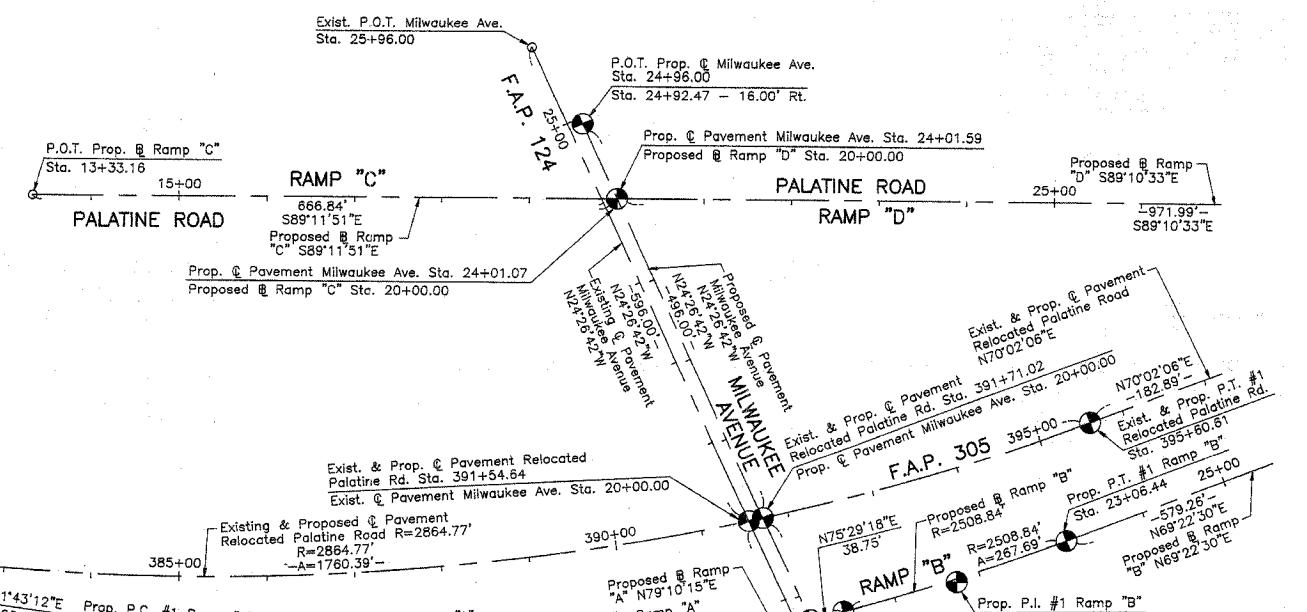 Exist. P.O.T. Milwaukee Ave.
Sta. 25+96.00
P.O.T. Prop. ℄ Milwaukee Ave.
Sta. 24+96.00
Sta. 24+92.47 - 16.00' Rt.
F.A.P. 124
25+00
Prop. ℄ Pavement Milwaukee Ave. Sta. 24+01.59
Proposed ℄ Ramp "D" Sta. 20+00.00
P.O.T. Prop. ℄ Ramp "C"
Sta. 13+33.16
15+00
RAMP "C"
PALATINE ROAD
666.84'
S89°11'51"E
Proposed ℄ Ramp
"C" S89°11'51"E
PALATINE ROAD
RAMP "D"
25+00
Proposed ℄ Ramp
"D" S89°10'33"E
-971.99'-
S89°10'33"E
Prop. ℄ Pavement Milwaukee Ave. Sta. 24+01.07
Proposed ℄ Ramp "C" Sta. 20+00.00
Existing ℄ Pavement
Milwaukee Avenue
N24°26'42"W
-596.00'-
N24°26'42"W
-496.00'-
N24°26'42"W
Proposed ℄ Pavement
Milwaukee Avenue
N24°26'42"W
MILWAUKEE
AVENUE
Exist. & Prop. ℄ Pavement
Relocated Palatine Road
N70°02'06"E
Exist. & Prop. ℄ Pavement
Relocated Palatine Rd. Sta. 391+71.02
Prop. ℄ Pavement Milwaukee Ave. Sta. 20+00.00
N70°02'06"E
-182.89'-
Exist. & Prop. P.T. #1
Relocated Palatine Rd.
Sta. 395+60.61
395+00
F.A.P. 305
Exist. & Prop. ℄ Pavement Relocated
Palatine Rd. Sta. 391+54.64
Exist. ℄ Pavement Milwaukee Ave. Sta. 20+00.00
Existing & Proposed ℄ Pavement
Relocated Palatine Road R=2864.77'
R=2864.77'
-A=1760.39'-
385+00
390+00
N75°29'18"E
38.75'
Proposed ℄ Ramp "B"
R=2508.84'
R=2508.84'
A=267.69'
Prop. P.T. #1 Ramp "B"
Sta. 23+06.44
25+00
-579.26'-
N69°22'30"E
Proposed ℄ Ramp
"B" N69°22'30"E
RAMP "B"
Proposed ℄ Ramp
"A" N79°10'15"E
Prop. P.I. #1 Ramp "B"
1°43'12"E
Prop. P.C. #1
Ramp "A"